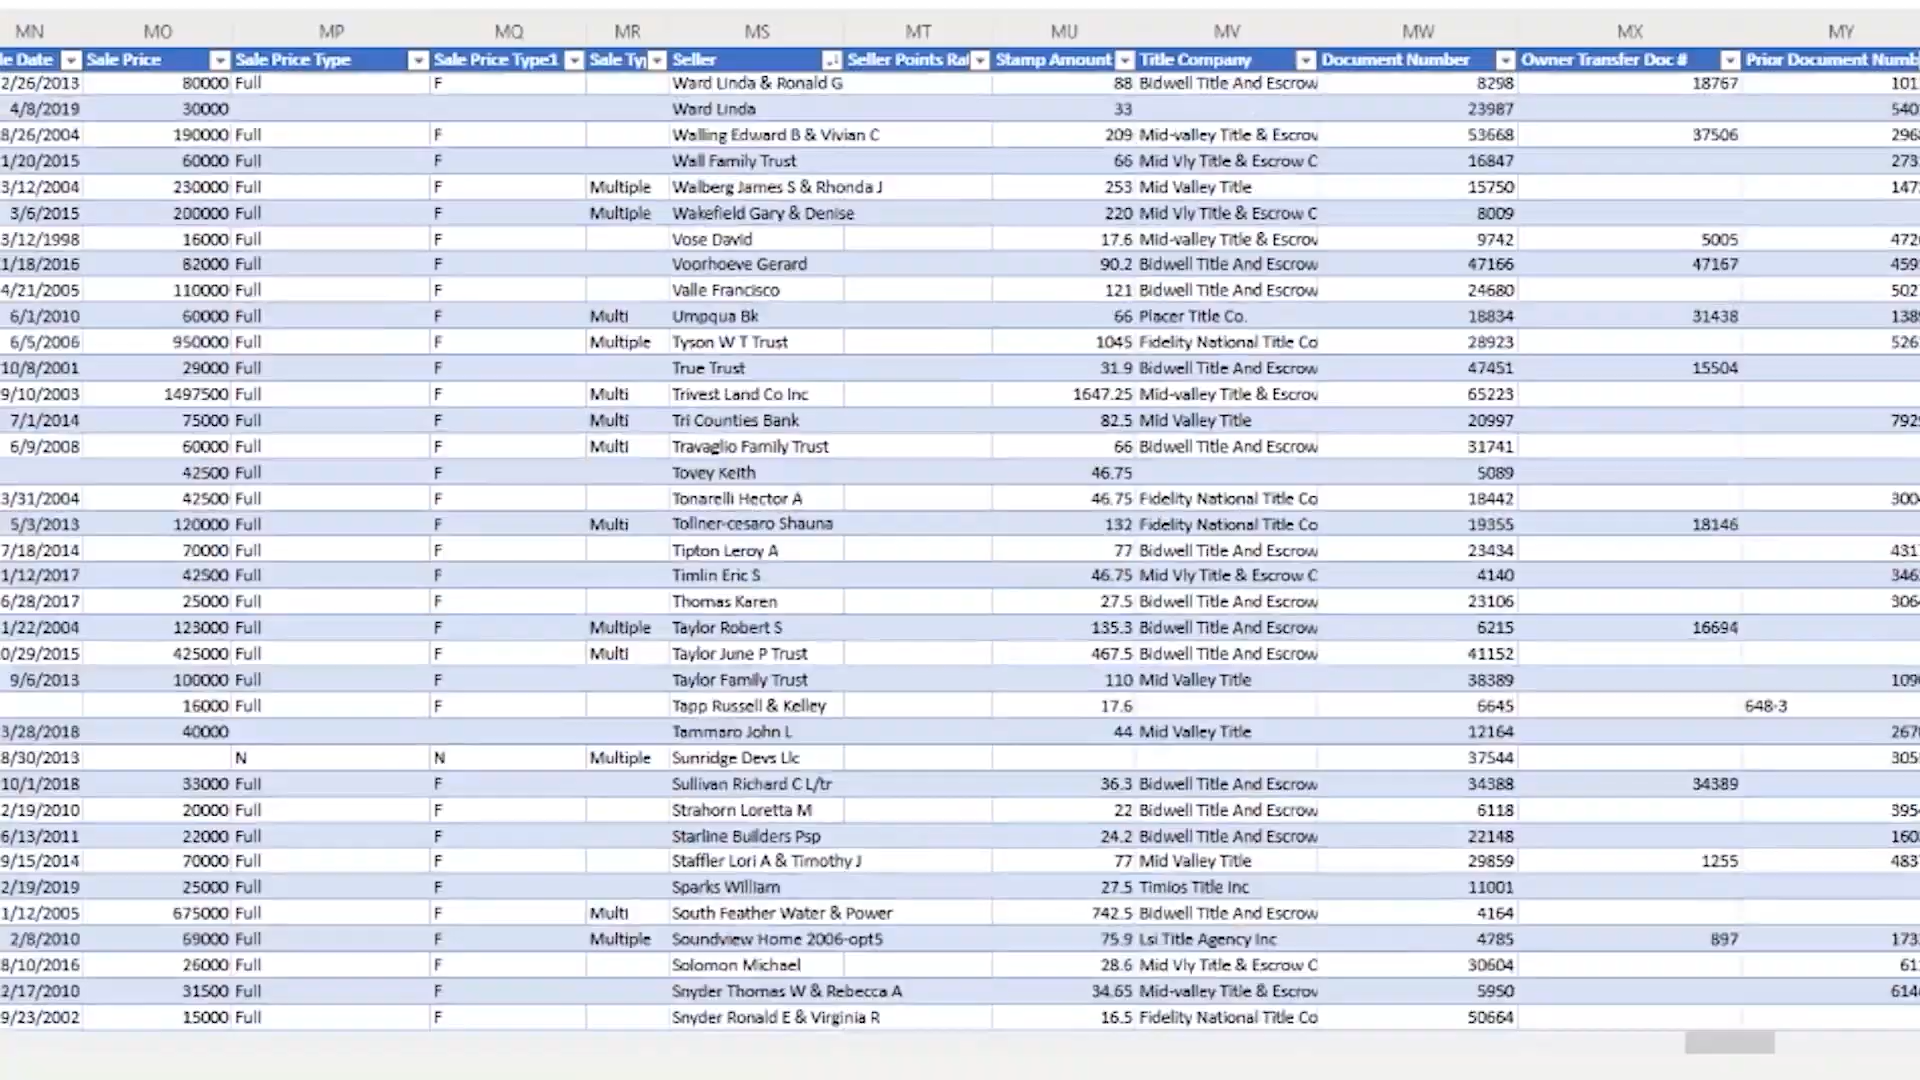 MN MO MP MQ MR MS MT MU MV MW MX MY
le Date Sale Price Sale Price Type Sale Price Type1 Sale Typ Seller Seller Points Rat Stamp Amount Title Company Document Number Owner Transfer Doc # Prior Document Numb
2/26/2013 80000 Full F Ward Linda & Ronald G 88 Bidwell Title And Escrow 8298 18767 101
4/8/2019 30000 Ward Linda 33 23987 540
8/26/2004 190000 Full F Walling Edward B & Vivian C 209 Mid-valley Title & Escrow 53668 37506 296
1/20/2015 60000 Full F Wall Family Trust 66 Mid Vly Title & Escrow C 16847 273
3/12/2004 230000 Full F Multiple Walberg James S & Rhonda J 253 Mid Valley Title 15750 147
3/6/2015 200000 Full F Multiple Wakefield Gary & Denise 220 Mid Vly Title & Escrow C 8009
3/12/1998 16000 Full F Vose David 17.6 Mid-valley Title & Escrow 9742 5005 472
1/18/2016 82000 Full F Voorhoeve Gerard 90.2 Bidwell Title And Escrow 47166 47167 459
4/21/2005 110000 Full F Valle Francisco 121 Bidwell Title And Escrow 24680 502
6/1/2010 60000 Full F Multi Umpqua Bk 66 Placer Title Co. 18834 31438 138
6/5/2006 950000 Full F Multiple Tyson W T Trust 1045 Fidelity National Title Co 28923 526
10/8/2001 29000 Full F True Trust 31.9 Bidwell Title And Escrow 47451 15504
9/10/2003 1497500 Full F Multi Trivest Land Co Inc 1647.25 Mid-valley Title & Escrow 65223
7/1/2014 75000 Full F Multi Tri Counties Bank 82.5 Mid Valley Title 20997 792
6/9/2008 60000 Full F Multi Travaglio Family Trust 66 Bidwell Title And Escrow 31741
42500 Full F Tovey Keith 46.75 5089
3/31/2004 42500 Full F Tonarelli Hector A 46.75 Fidelity National Title Co 18442 300
5/3/2013 120000 Full F Multi Tollner-cesaro Shauna 132 Fidelity National Title Co 19355 18146
7/18/2014 70000 Full F Tipton Leroy A 77 Bidwell Title And Escrow 23434 431
1/12/2017 42500 Full F Timlin Eric S 46.75 Mid Vly Title & Escrow C 4140 346
6/28/2017 25000 Full F Thomas Karen 27.5 Bidwell Title And Escrow 23106 306
1/22/2004 123000 Full F Multiple Taylor Robert S 135.3 Bidwell Title And Escrow 6215 16694
0/29/2015 425000 Full F Multi Taylor June P Trust 467.5 Bidwell Title And Escrow 41152
9/6/2013 100000 Full F Taylor Family Trust 110 Mid Valley Title 38389 109
16000 Full F Tapp Russell & Kelley 17.6 6645 648-3
3/28/2018 40000 Tammaro John L 44 Mid Valley Title 12164 267
8/30/2013 N N Multiple Sunridge Devs Llc 37544 305
10/1/2018 33000 Full F Sullivan Richard C L/tr 36.3 Bidwell Title And Escrow 34388 34389
2/19/2010 20000 Full F Strahorn Loretta M 22 Bidwell Title And Escrow 6118 395
6/13/2011 22000 Full F Starline Builders Psp 24.2 Bidwell Title And Escrow 22148 160
9/15/2014 70000 Full F Staffler Lori A & Timothy J 77 Mid Valley Title 29859 1255 483
2/19/2019 25000 Full F Sparks William 27.5 Timios Title Inc 11001
1/12/2005 675000 Full F Multi South Feather Water & Power 742.5 Bidwell Title And Escrow 4164
2/8/2010 69000 Full F Multiple Soundview Home 2006-opt5 75.9 Lsi Title Agency Inc 4785 897 173
8/10/2016 26000 Full F Solomon Michael 28.6 Mid Vly Title & Escrow C 30604 61
2/17/2010 31500 Full F Snyder Thomas W & Rebecca A 34.65 Mid-valley Title & Escrow 5950 614
9/23/2002 15000 Full F Snyder Ronald E & Virginia R 16.5 Fidelity National Title Co 50664